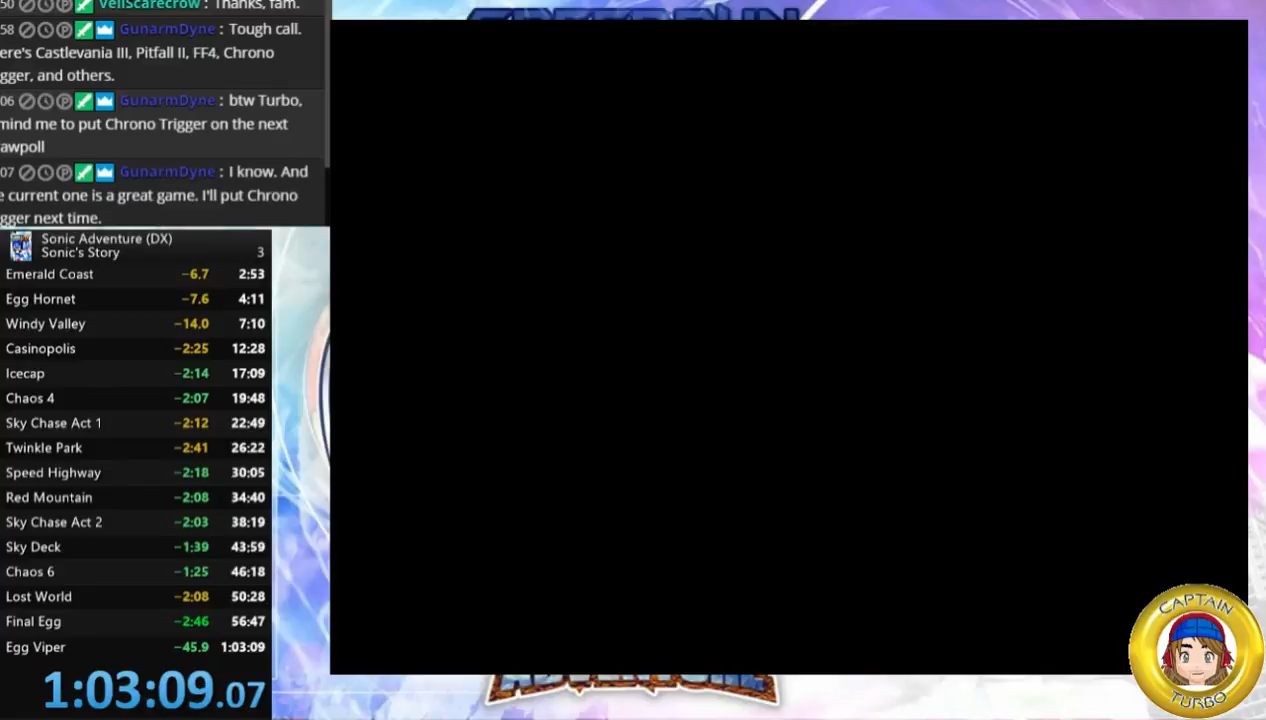 50 VeilScarecrow : Thanks, fam.
58 GunarmDyne : Tough call.
ere's Castlevania III, Pitfall II, FF4, Chrono
gger, and others.
06 GunarmDyne : btw Turbo,
mind me to put Chrono Trigger on the next
awpoll
07 GunarmDyne : I know. And
e current one is a great game. I'll put Chrono
gger next time.
Sonic Adventure (DX)
Sonic's Story 3
Emerald Coast −6.7 2:53
Egg Hornet −7.6 4:11
Windy Valley −14.0 7:10
Casinopolis −2:25 12:28
Icecap −2:14 17:09
Chaos 4 −2:07 19:48
Sky Chase Act 1 −2:12 22:49
Twinkle Park −2:41 26:22
Speed Highway −2:18 30:05
Red Mountain −2:08 34:40
Sky Chase Act 2 −2:03 38:19
Sky Deck −1:39 43:59
Chaos 6 −1:25 46:18
Lost World −2:08 50:28
Final Egg −2:46 56:47
Egg Viper −45.9 1:03:09
1:03:09.07
ADVENTURE
CAPTAIN
TURBO